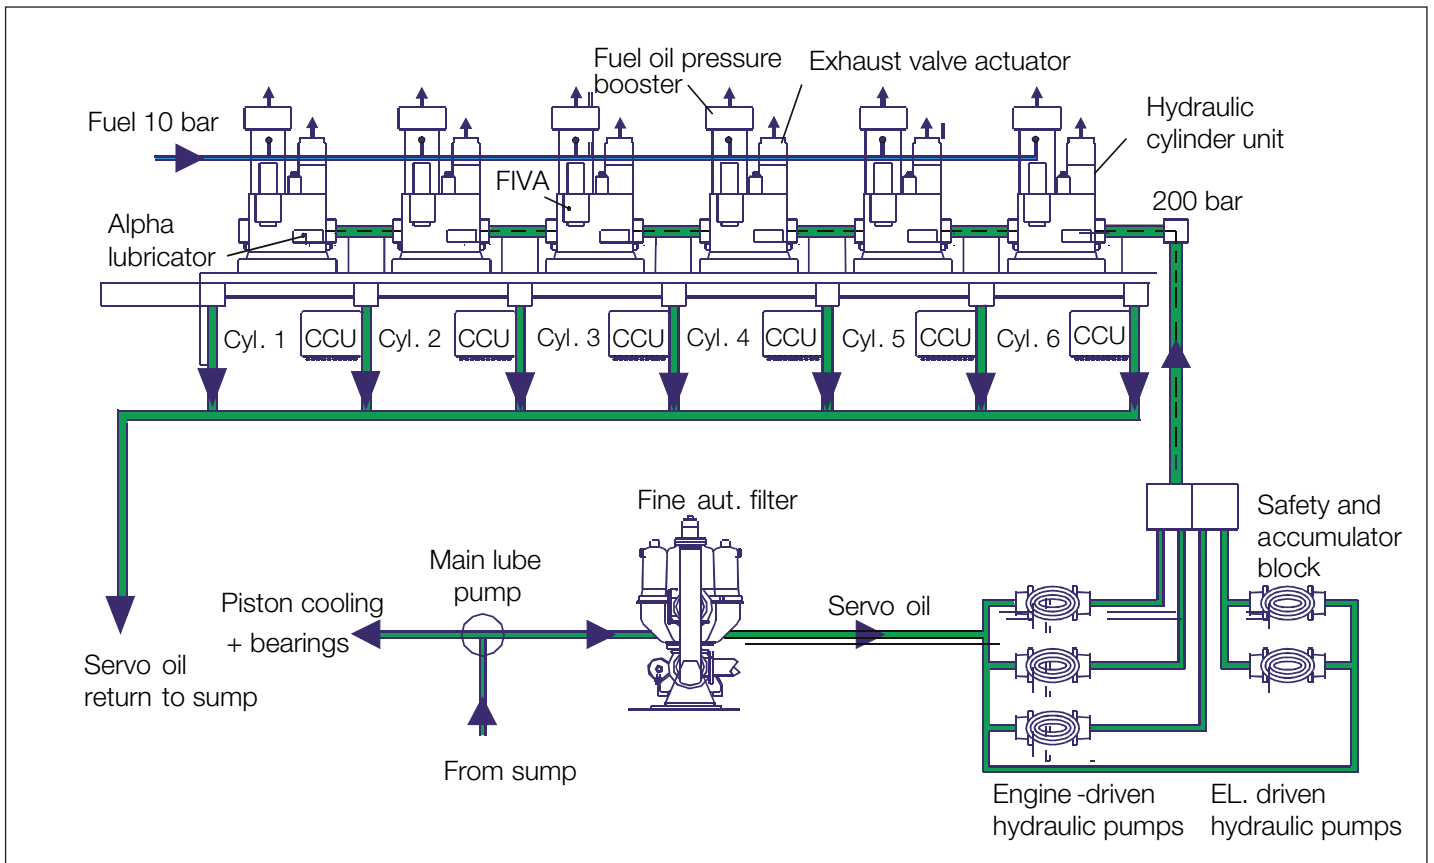 Fuel oil pressure
booster
Exhaust valve actuator
Fuel 10 bar
Hydraulic
cylinder unit
FIVA
200 bar
Alpha
lubricator
Cyl. 1
CCU
Cyl. 2
CCU
Cyl. 3
CCU
Cyl. 4
CCU
Cyl. 5
CCU
Cyl. 6
CCU
Fine aut. filter
Safety and
accumulator
block
Main lube
pump
Piston cooling
+ bearings
Servo oil
Servo oil
return to sump
From sump
Engine-driven
hydraulic pumps
EL. driven
hydraulic pumps